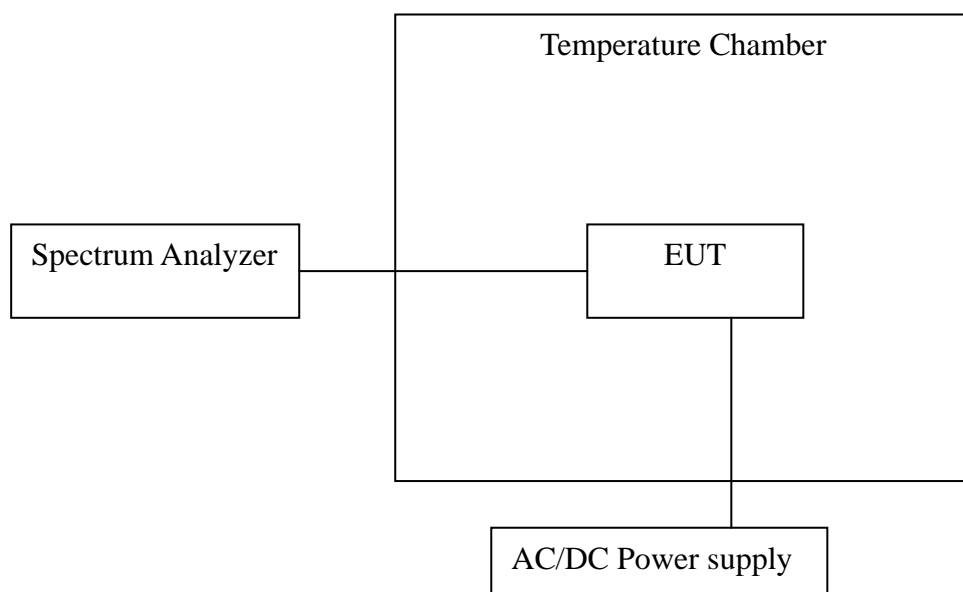 Temperature Chamber
Spectrum Analyzer
EUT
AC/DC Power supply